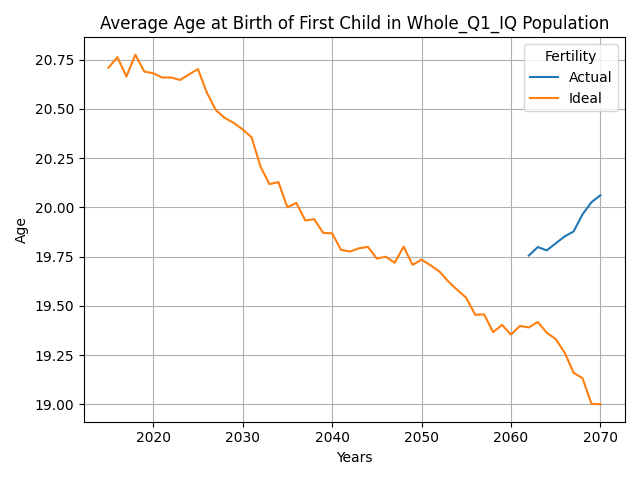 Average Age at Birth of First Child in Whole_Q1_IQ Population
Fertility
Actual
Ideal
Age
20.75
20.50
20.25
20.00
19.75
19.50
19.25
19.00
2020 2030 2040 2050 2060 2070
Years